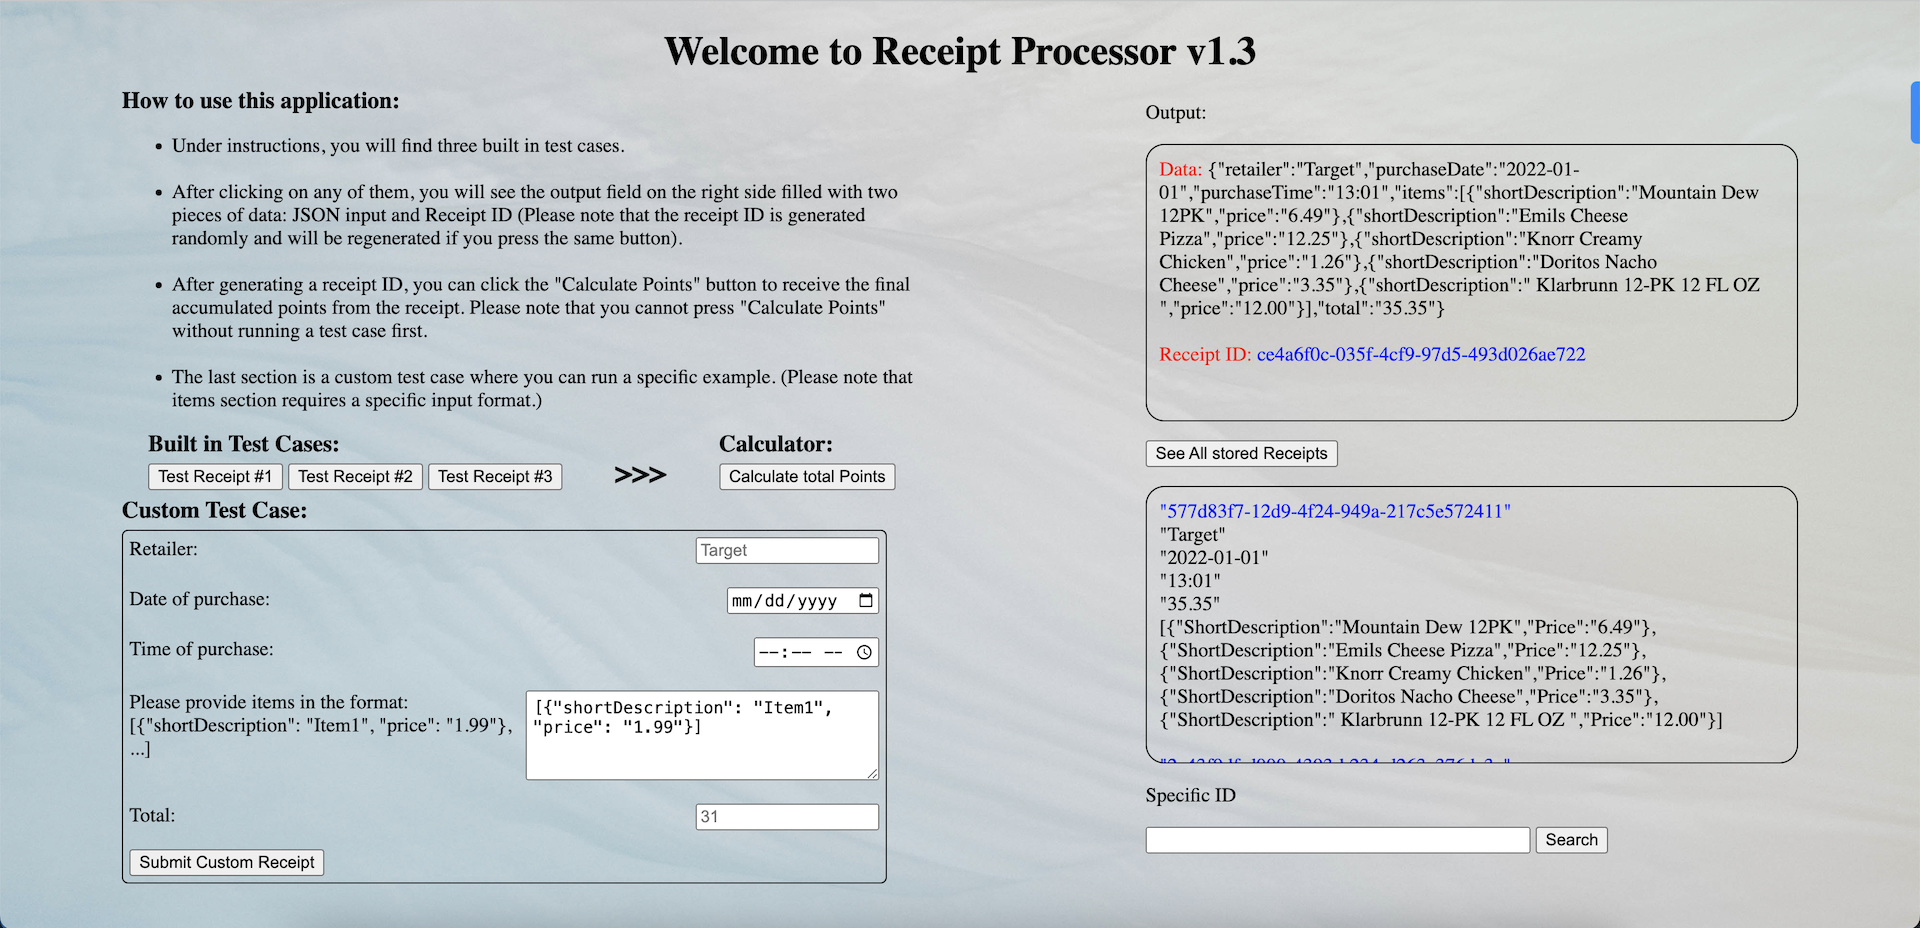 Welcome to Receipt Processor v1.3
How to use this application:
• Under instructions, you will find three built in test cases.
• After clicking on any of them, you will see the output field on the right side filled with two
pieces of data: JSON input and Receipt ID (Please note that the receipt ID is generated
randomly and will be regenerated if you press the same button).
• After generating a receipt ID, you can click the "Calculate Points" button to receive the final
accumulated points from the receipt. Please note that you cannot press "Calculate Points"
without running a test case first.
• The last section is a custom test case where you can run a specific example. (Please note that
items section requires a specific input format.)
Built in Test Cases:
Test Receipt #1 Test Receipt #2 Test Receipt #3
>>>
Calculator:
Calculate total Points
Custom Test Case:
Retailer:
Target
Date of purchase:
mm/dd/yyyy
Time of purchase:
--:-- --
Please provide items in the format:
[{"shortDescription": "Item1", "price": "1.99"},
...]
[{"shortDescription": "Item1",
"price": "1.99"}]
Total:
31
Submit Custom Receipt
Output:
Data: {"retailer":"Target","purchaseDate":"2022-01-
01","purchaseTime":"13:01","items":[{"shortDescription":"Mountain Dew
12PK","price":"6.49"},{"shortDescription":"Emils Cheese
Pizza","price":"12.25"},{"shortDescription":"Knorr Creamy
Chicken","price":"1.26"},{"shortDescription":"Doritos Nacho
Cheese","price":"3.35"},{"shortDescription":" Klarbrunn 12-PK 12 FL OZ
","price":"12.00"}],"total":"35.35"}
Receipt ID: ce4a6f0c-035f-4cf9-97d5-493d026ae722
See All stored Receipts
"577d83f7-12d9-4f24-949a-217c5e572411"
"Target"
"2022-01-01"
"13:01"
"35.35"
[{"ShortDescription":"Mountain Dew 12PK","Price":"6.49"},
{"ShortDescription":"Emils Cheese Pizza","Price":"12.25"},
{"ShortDescription":"Knorr Creamy Chicken","Price":"1.26"},
{"ShortDescription":"Doritos Nacho Cheese","Price":"3.35"},
{"ShortDescription":" Klarbrunn 12-PK 12 FL OZ ","Price":"12.00"}]
Specific ID
Search